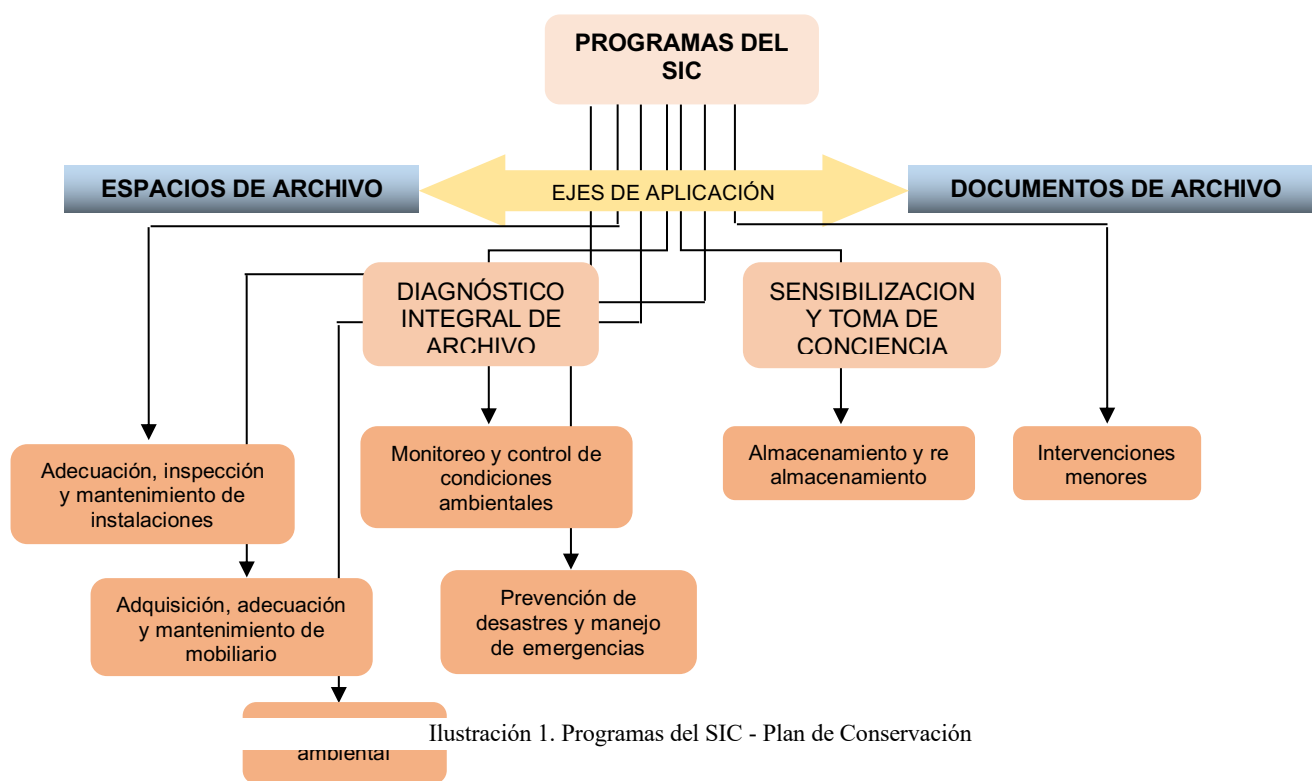 PROGRAMAS DEL
SIC
ESPACIOS DE ARCHIVO
EJES DE APLICACIÓN
DOCUMENTOS DE ARCHIVO
DIAGNÓSTICO
INTEGRAL DE
ARCHIVO
SENSIBILIZACION
Y TOMA DE
CONCIENCIA
Adecuación, inspección
y mantenimiento de
instalaciones
Monitoreo y control de
condiciones
ambientales
Almacenamiento y re
almacenamiento
Intervenciones
menores
Adquisición, adecuación
y mantenimiento de
mobiliario
Prevención de
desastres y manejo
de emergencias
ambiental
Ilustración 1. Programas del SIC - Plan de Conservación